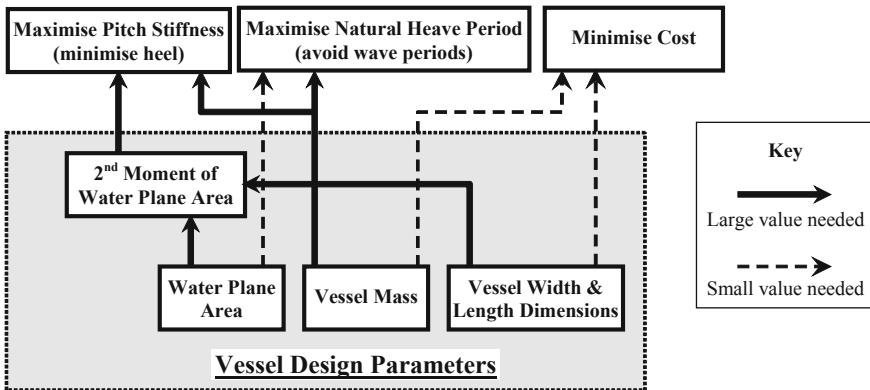 Maximise Pitch Stiffness
(minimise heel)
Maximise Natural Heave Period
(avoid wave periods)
Minimise Cost
2nd Moment of
Water Plane Area
Water Plane
Area
Vessel Mass
Vessel Width &
Length Dimensions
Vessel Design Parameters
Key
Large value needed
Small value needed